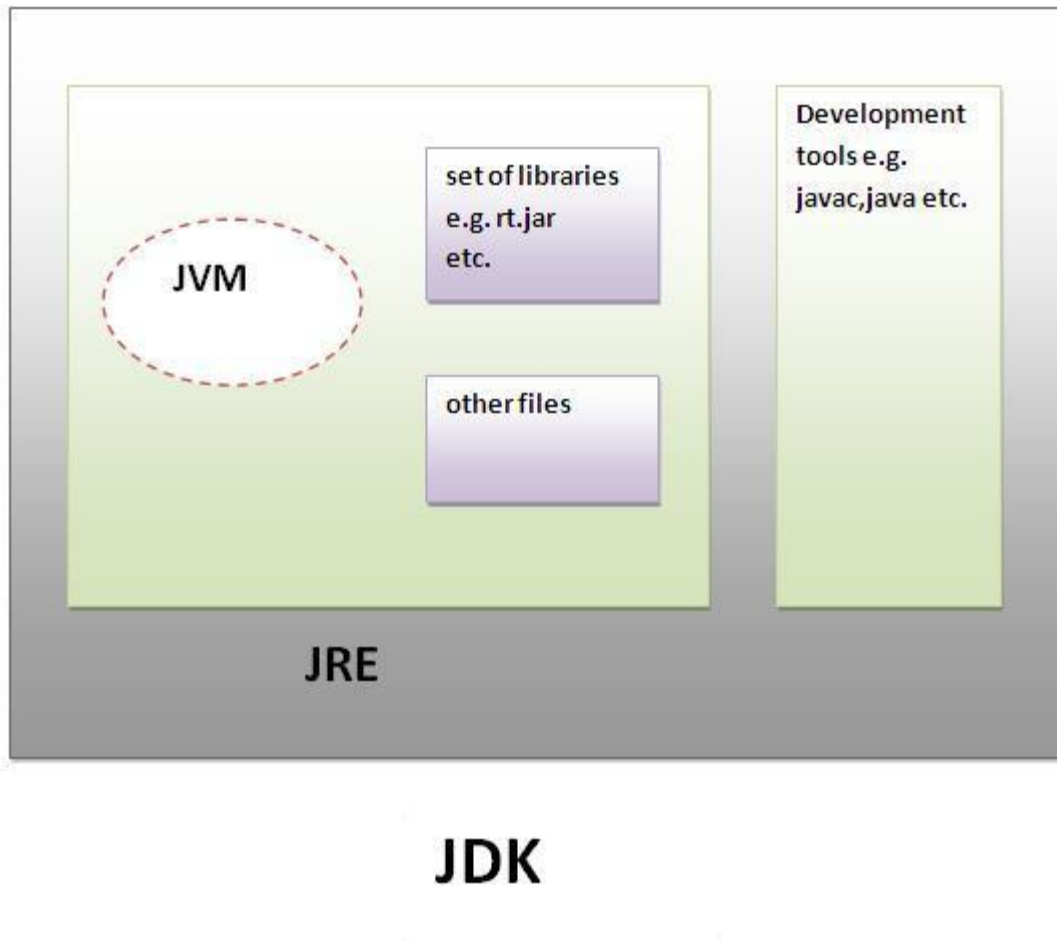 JVM
set of libraries
e.g. rt.jar
etc.
other files
Development
tools e.g.
javac,java etc.
JRE
JDK